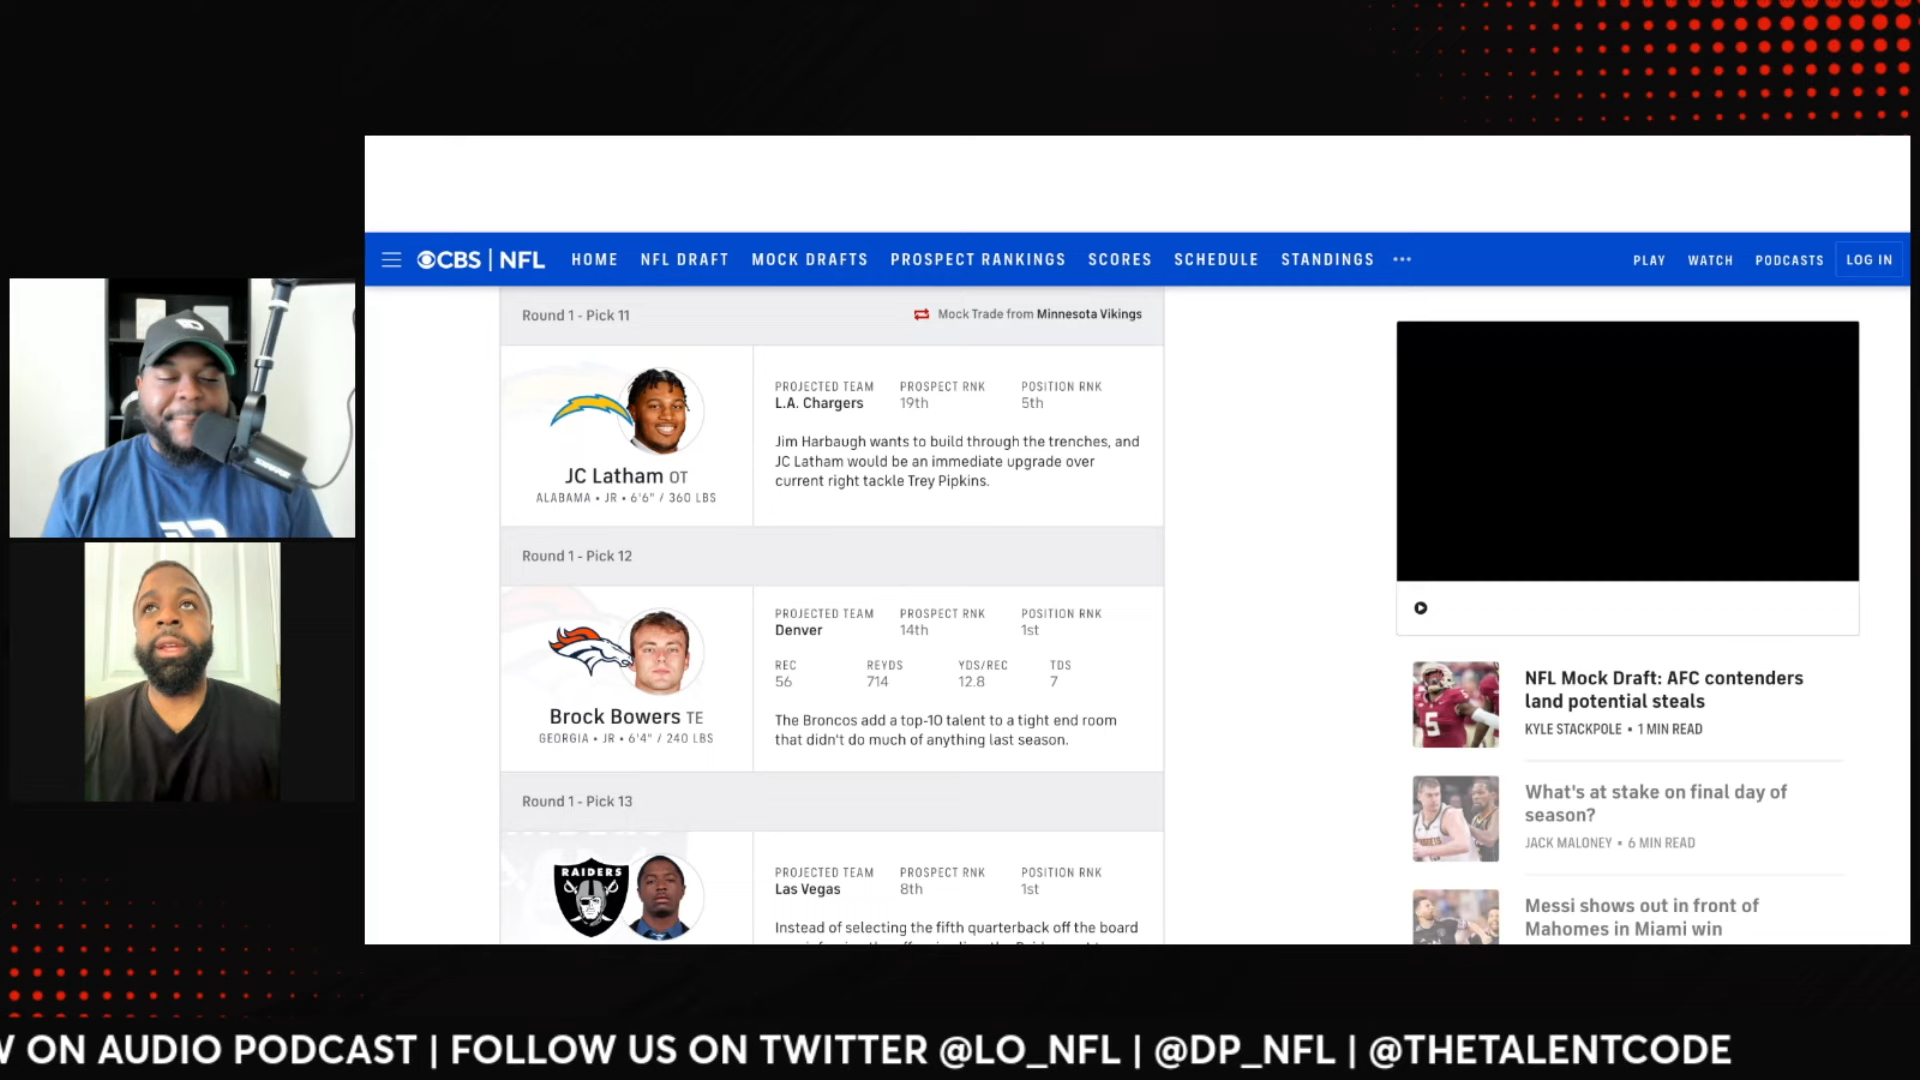 CBS | NFL HOME NFL DRAFT MOCK DRAFTS PROSPECT RANKINGS SCORES SCHEDULE STANDINGS ••• PLAY WATCH PODCASTS LOG IN
Round 1 - Pick 11
Mock Trade from Minnesota Vikings
JC Latham OT
ALABAMA • JR • 6'6" / 360 LBS
PROJECTED TEAM PROSPECT RNK POSITION RNK
L.A. Chargers 19th 5th
Jim Harbaugh wants to build through the trenches, and
JC Latham would be an immediate upgrade over
current right tackle Trey Pipkins.
Round 1 - Pick 12
Brock Bowers TE
GEORGIA • JR • 6'4" / 240 LBS
PROJECTED TEAM PROSPECT RNK POSITION RNK
Denver 14th 1st
REC REYDS YDS/REC TDS
56 714 12.8 7
The Broncos add a top-10 talent to a tight end room
that didn't do much of anything last season.
Round 1 - Pick 13
RAIDERS
PROJECTED TEAM PROSPECT RNK POSITION RNK
Las Vegas 8th 1st
Instead of selecting the fifth quarterback off the board
NFL Mock Draft: AFC contenders
land potential steals
KYLE STACKPOLE • 1 MIN READ
What's at stake on final day of
season?
JACK MALONEY • 6 MIN READ
Messi shows out in front of
Mahomes in Miami win
ON AUDIO PODCAST | FOLLOW US ON TWITTER @LO_NFL | @DP_NFL | @THETALENTCODE